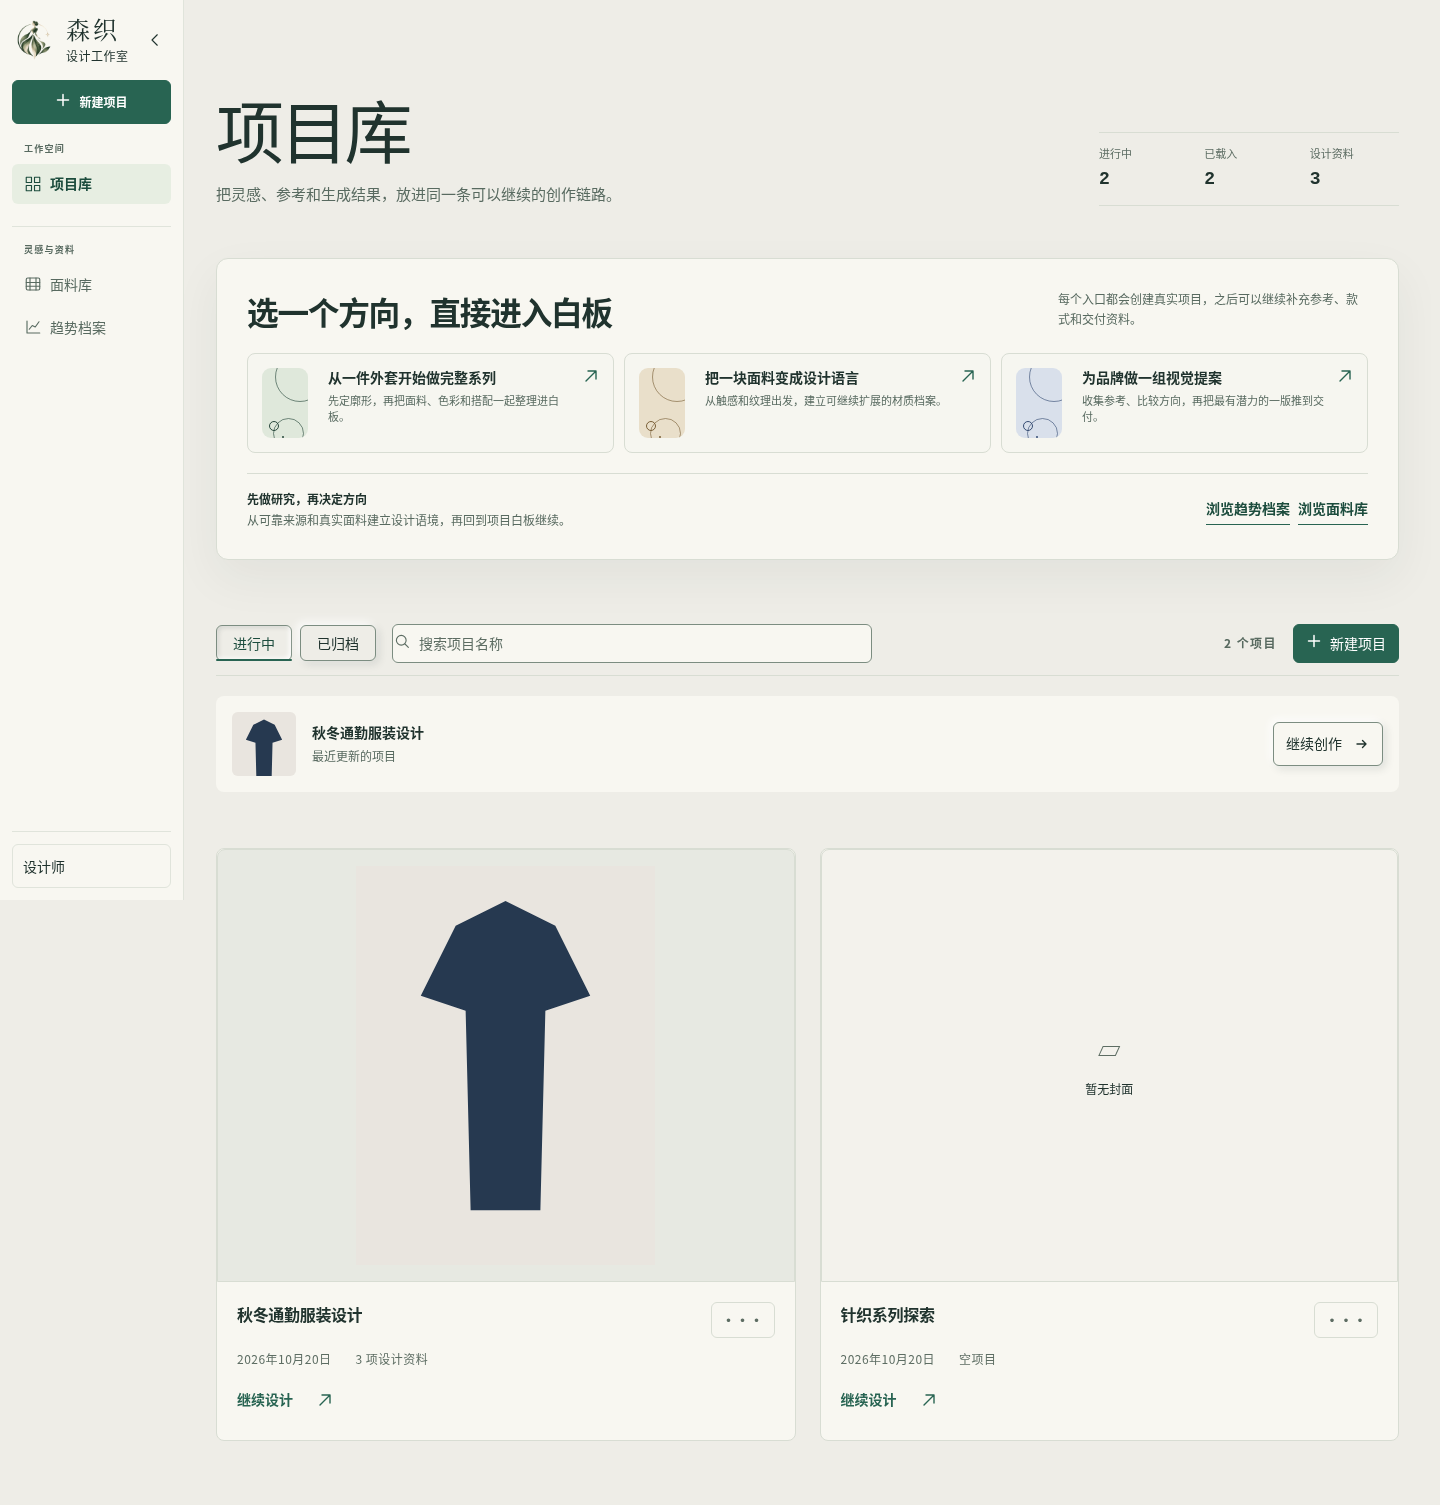 森织
设计工作室
新建项目
工作空间
项目库
灵感与资料
面料库
趋势档案
设计师
项目库
把灵感、参考和生成结果，放进同一条可以继续的创作链路。
进行中
2
已载入
2
设计资料
3
选一个方向，直接进入白板
每个入口都会创建真实项目，之后可以继续补充参考、款
式和交付资料。
从一件外套开始做完整系列
先定廓形，再把面料、色彩和搭配一起整理进白
板。
把一块面料变成设计语言
从触感和纹理出发，建立可继续扩展的材质档案。
为品牌做一组视觉提案
收集参考、比较方向，再把最有潜力的一版推到交
付。
先做研究，再决定方向
从可靠来源和真实面料建立设计语境，再回到项目白板继续。
浏览趋势档案 浏览面料库
进行中
已归档
搜索项目名称
2 个项目
新建项目
秋冬通勤服装设计
最近更新的项目
继续创作
暂无封面
秋冬通勤服装设计
2026年10月20日 3 项设计资料
继续设计
针织系列探索
2026年10月20日 空项目
继续设计